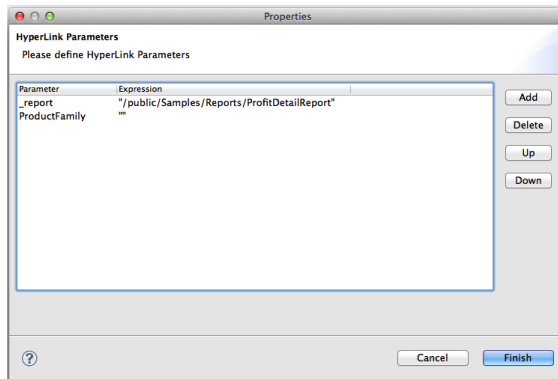 Properties
HyperLink Parameters
Please define HyperLink Parameters
Parameter Expression
_report "/public/Samples/Reports/ProfitDetailReport"
ProductFamily ""
Add
Delete
Up
Down
?
Cancel Finish